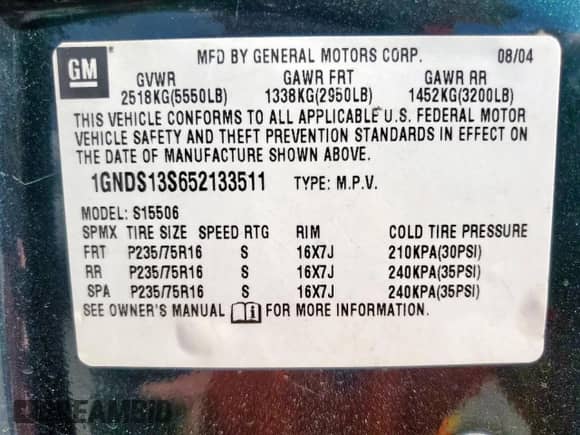 GM
MFD BY GENERAL MOTORS CORP. 08/04
GVWR GAWR FRT GAWR RR
2518KG(5550LB) 1338KG(2950LB) 1452KG(3200LB)
THIS VEHICLE CONFORMS TO ALL APPLICABLE U.S. FEDERAL MOTOR
VEHICLE SAFETY AND THEFT PREVENTION STANDARDS IN EFFECT ON
THE DATE OF MANUFACTURE SHOWN ABOVE.
1GNDS13S652133511 TYPE: M.P.V.
MODEL: S15506
SPMX TIRE SIZE SPEED RTG RIM COLD TIRE PRESSURE
FRT P235/75R16 S 16X7J 210KPA(30PSI)
RR P235/75R16 S 16X7J 240KPA(35PSI)
SPA P235/75R16 S 16X7J 240KPA(35PSI)
SEE OWNER'S MANUAL FOR MORE INFORMATION.
DREAMBID